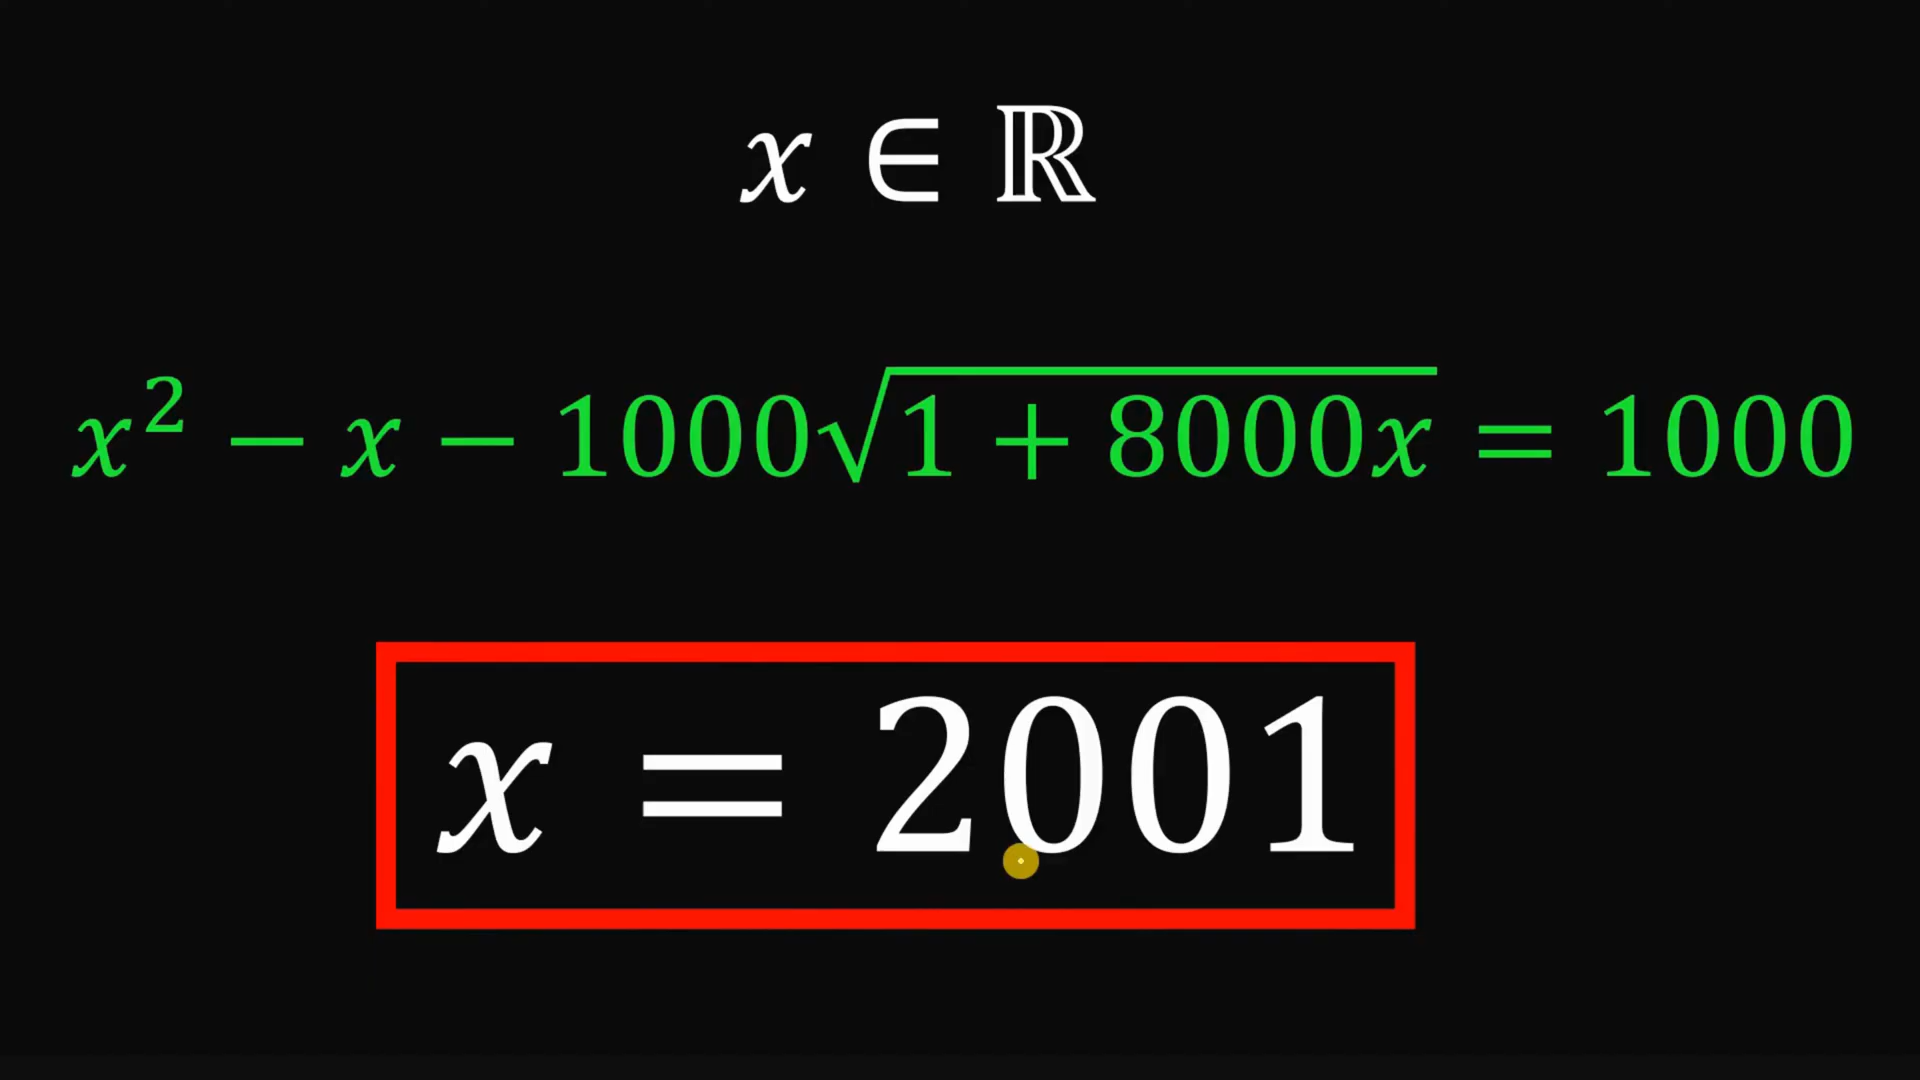 x ∈ ℝ
x² − x − 1000√(1 + 8000x) = 1000
x = 2001